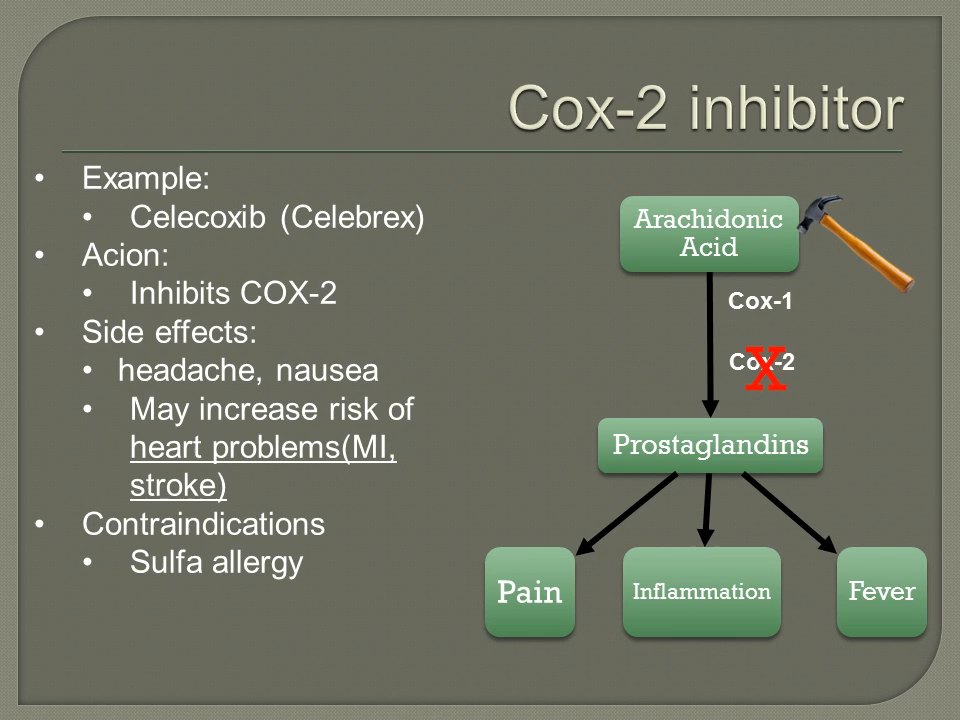 Cox-2 inhibitor
• Example:
• Celecoxib (Celebrex)
• Acion:
• Inhibits COX-2
• Side effects:
• headache, nausea
• May increase risk of
heart problems(MI,
stroke)
• Contraindications
• Sulfa allergy
Arachidonic
Acid
Cox-1
Cox-2
X
Prostaglandins
Pain
Inflammation
Fever